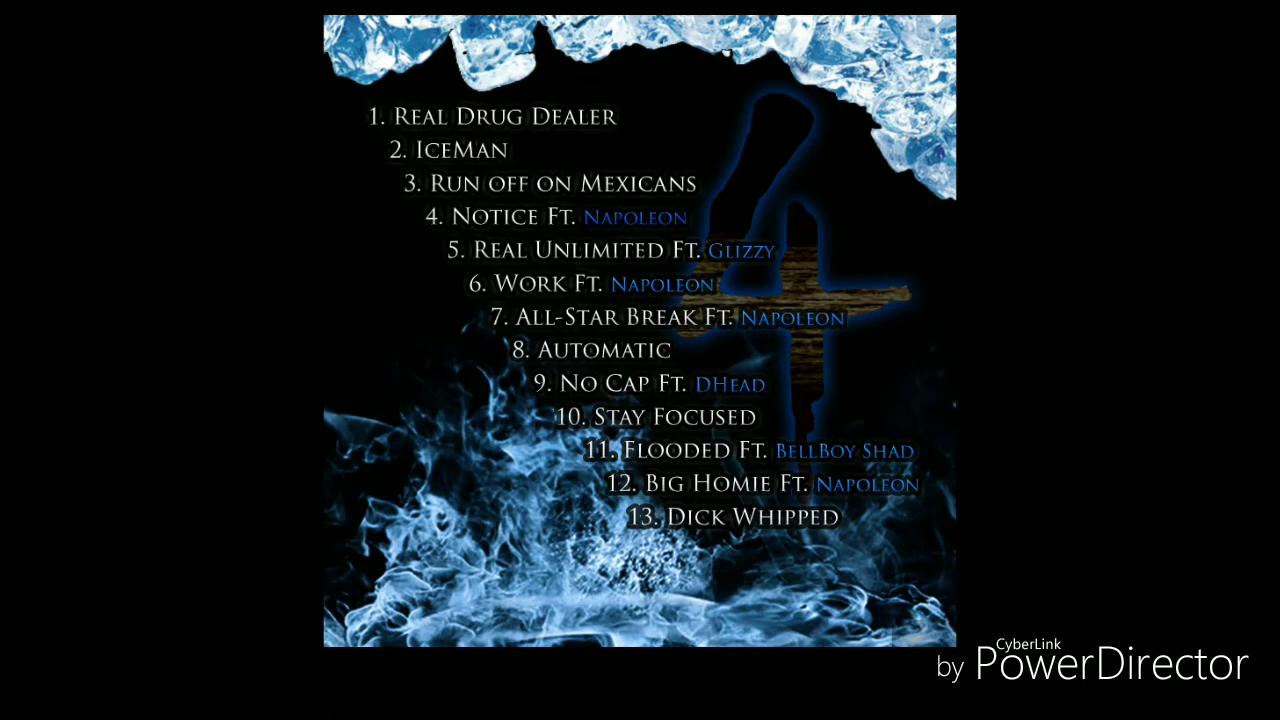 1. Real Drug Dealer
2. IceMan
3. Run off on Mexicans
4. Notice Ft. Napoleon
5. Real Unlimited Ft. Glizzy
6. Work Ft. Napoleon
7. All-Star Break Ft. Napoleon
8. Automatic
9. No Cap Ft. DHead
10. Stay Focused
11. Flooded Ft. BellBoy Shad
12. Big Homie Ft. Napoleon
13. Dick Whipped
4
CyberLink
by PowerDirector